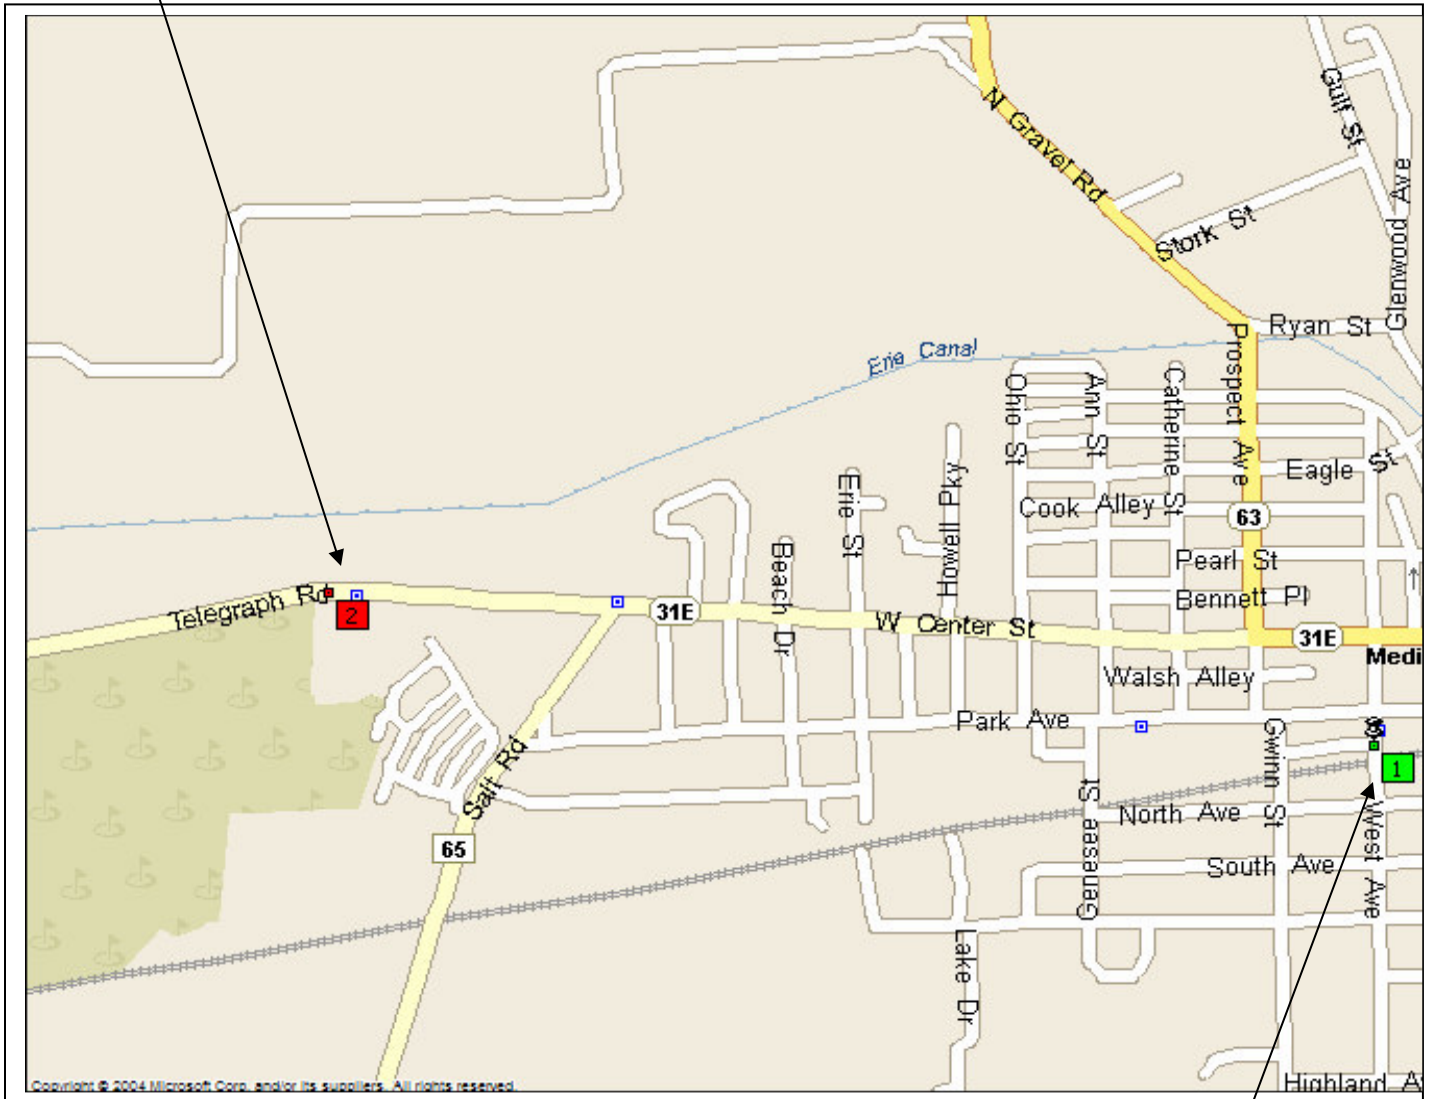 N Gravel Rd
Gulf St
Glenwood Ave
Stork St
Ryan St
Prospect Ave
Erie Canal
Ohio St
Ann St
Catherine St
Eagle St
Erie St
Howell Pky
Cook Alley
63
Beach Dr
Pearl St
Bennett Pl
Telegraph Rd
2
31E
W Center St
31E
Medi
Walsh Alley
Park Ave
Gwinn St
1
Salt Rd
65
Genesee St
North Ave
West Ave
South Ave
Lake Dr
Highland A
Copyright © 2004 Microsoft Corp. and/or its suppliers. All rights reserved.